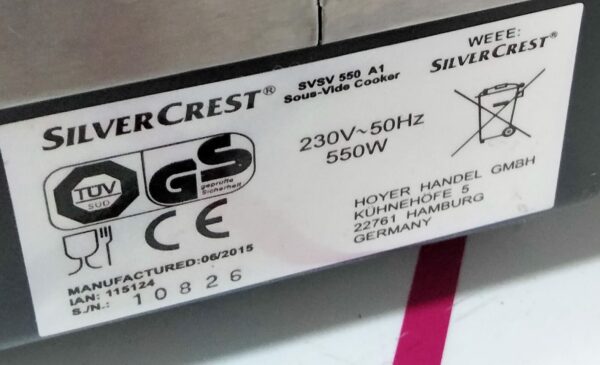 SILVERCREST®
SVSV 550 A1
Sous-Vide Cooker
WEEE:
SILVERCREST®
230V~50Hz
550W
TÜV
SÜD
GS
geprüfte
Sicherheit
CE
HOYER HANDEL GMBH
KÜHNEHÖFE 5
22761 HAMBURG
GERMANY
MANUFACTURED:06/2015
IAN: 115124
S./N.: 10826